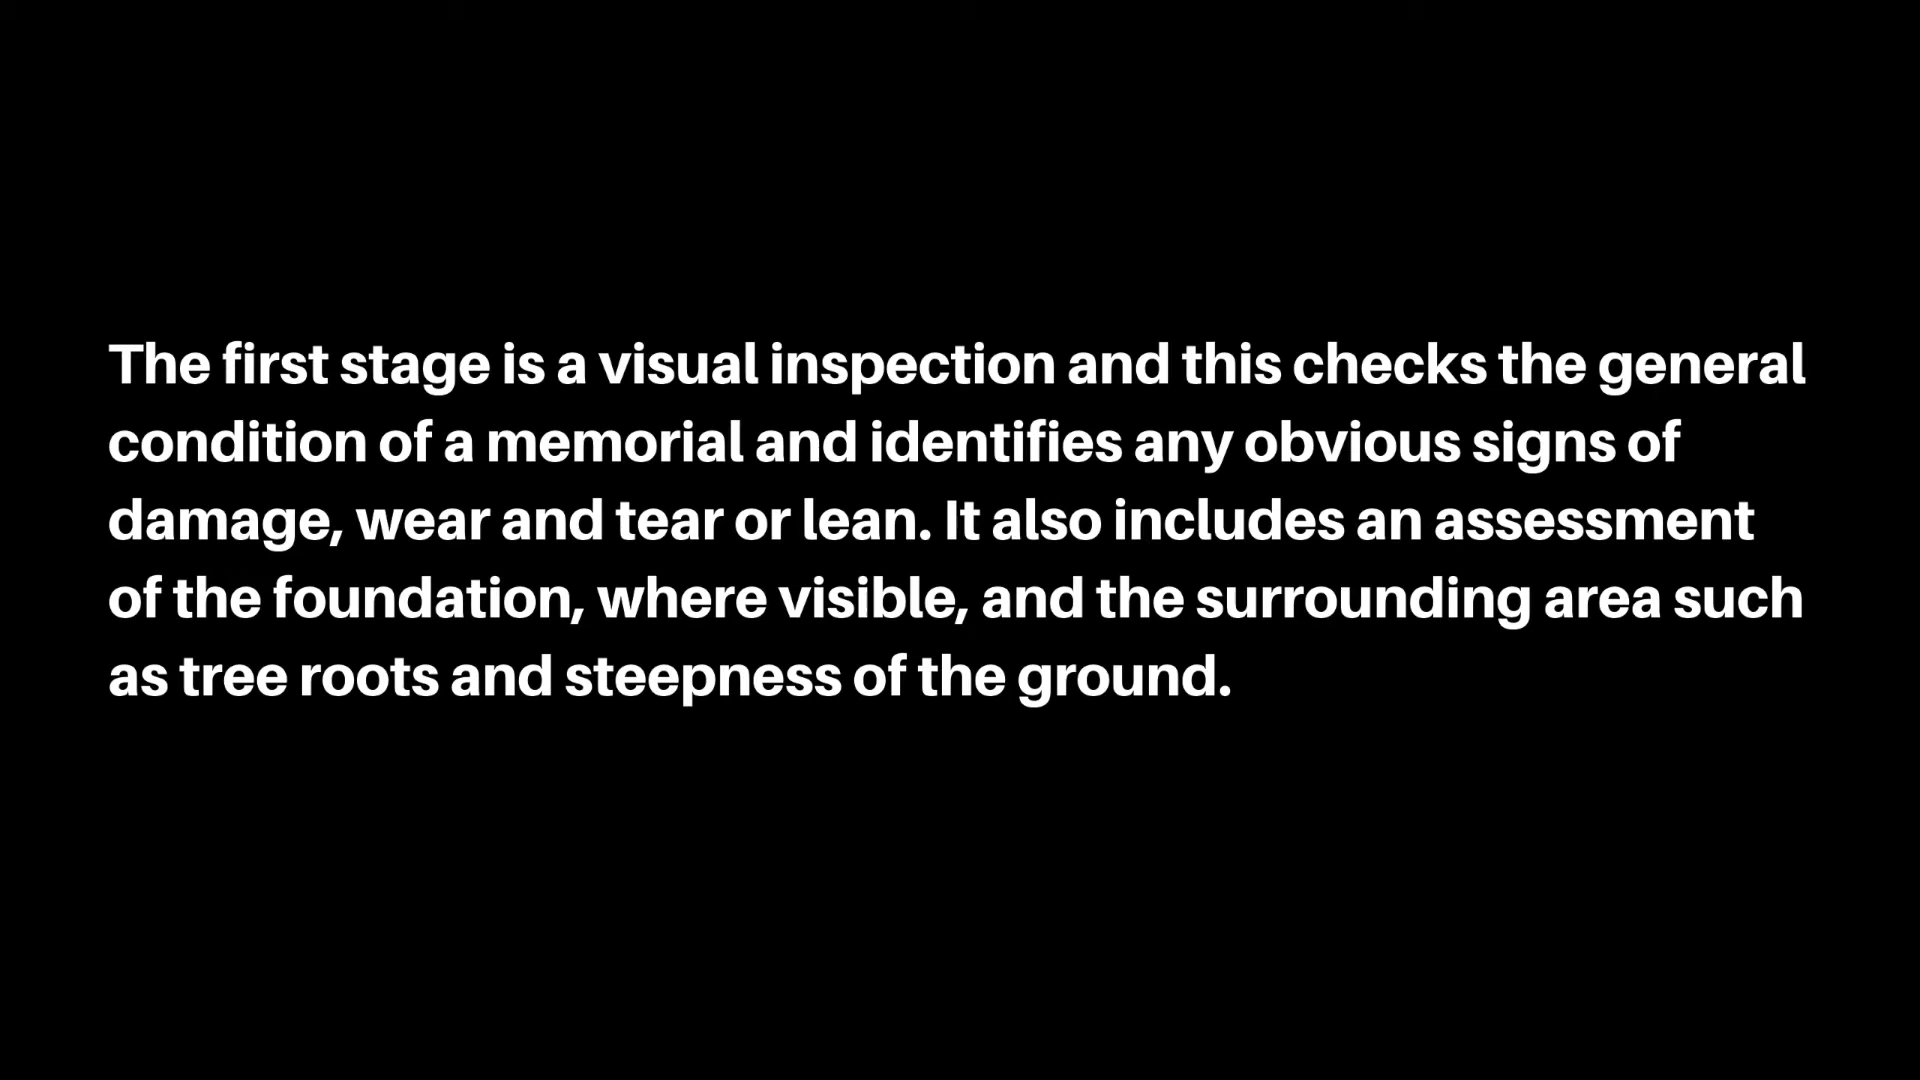 The first stage is a visual inspection and this checks the general
condition of a memorial and identifies any obvious signs of
damage, wear and tear or lean. It also includes an assessment
of the foundation, where visible, and the surrounding area such
as tree roots and steepness of the ground.